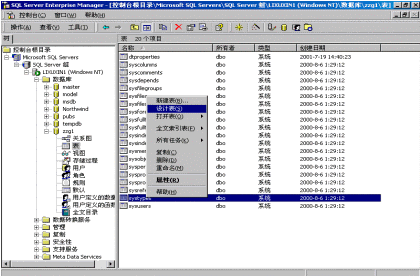 SQL Server Enterprise Manager - [控制台根目录\Microsoft SQL Servers\SQL Server 组\LIXUXIN1 (Windows NT)\数据库\zzg1\表]
控制台(C) 窗口(W) 帮助(H)
操作(A) 查看(V) 工具(T)
树
表 20 个项目
控制台根目录
Microsoft SQL Servers
SQL Server 组
LIXUXIN1 (Windows NT)
数据库
master
model
msdb
Northwind
pubs
tempdb
zzg1
关系图
表
视图
存储过程
用户
角色
规则
默认
用户定义的数据
用户定义的函数
全文目录
数据转换服务
管理
复制
安全性
支持服务
Meta Data Services
名称 所有者 类型 创建日期
dtproperties dbo 系统 2001-7-19 14:40:23
syscolumns dbo 系统 2000-8-6 1:29:12
syscomments dbo 系统 2000-8-6 1:29:12
sysdepends dbo 系统 2000-8-6 1:29:12
sysfilegroups dbo 系统 2000-8-6 1:29:12
dbo 系统 2000-8-6 1:29:12
dbo 系统 2000-8-6 1:29:12
dbo 系统 2000-8-6 1:29:12
dbo 系统 2000-8-6 1:29:12
dbo 系统 2000-8-6 1:29:12
dbo 系统 2000-8-6 1:29:12
dbo 系统 2000-8-6 1:29:12
dbo 系统 2000-8-6 1:29:12
dbo 系统 2000-8-6 1:29:12
dbo 系统 2000-8-6 1:29:12
dbo 系统 2000-8-6 1:29:12
dbo 系统 2000-8-6 1:29:12
systypes dbo 系统 2000-8-6 1:29:12
sysusers dbo 系统 2000-8-6 1:29:12
新建表(B)...
设计表(S)
打开表(O)
全文索引表(F)
所有任务(K)
复制(C)
删除(D)
重命名(M)
属性(R)
帮助(H)